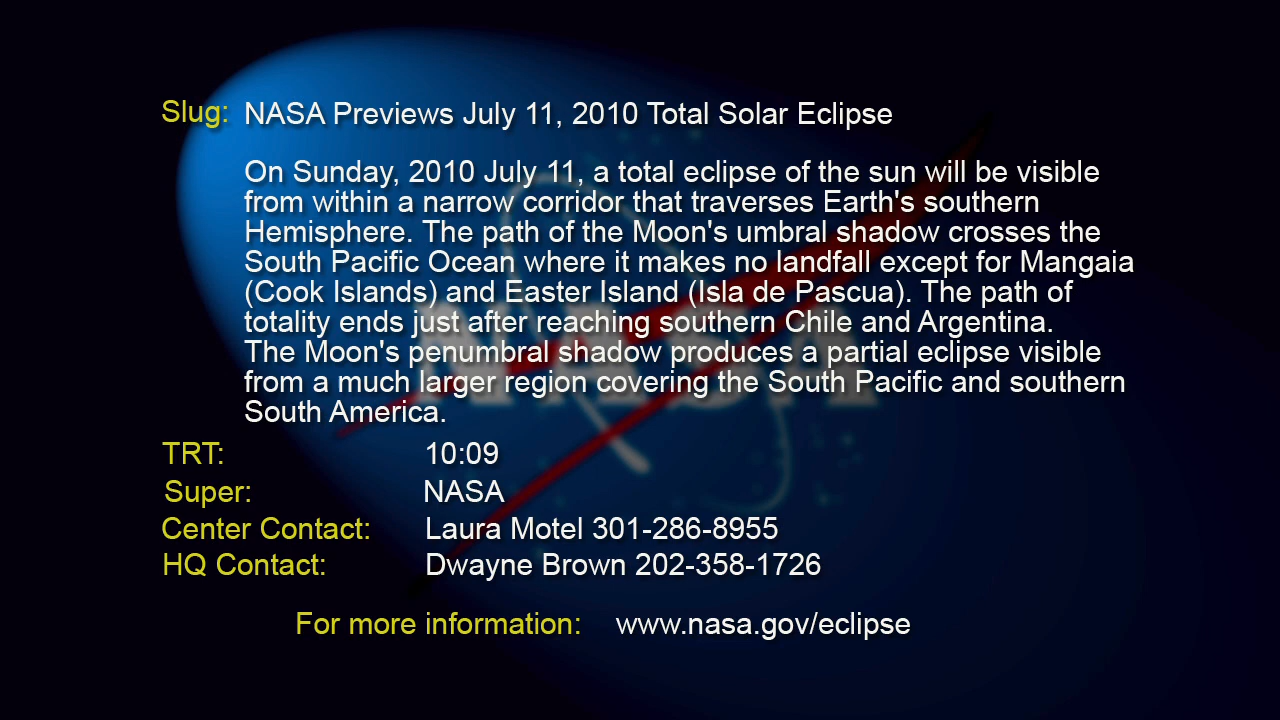 Slug: NASA Previews July 11, 2010 Total Solar Eclipse
On Sunday, 2010 July 11, a total eclipse of the sun will be visible
from within a narrow corridor that traverses Earth's southern
Hemisphere. The path of the Moon's umbral shadow crosses the
South Pacific Ocean where it makes no landfall except for Mangaia
(Cook Islands) and Easter Island (Isla de Pascua). The path of
totality ends just after reaching southern Chile and Argentina.
The Moon's penumbral shadow produces a partial eclipse visible
from a much larger region covering the South Pacific and southern
South America.
NASA
TRT: 10:09
Super: NASA
Center Contact: Laura Motel 301-286-8955
HQ Contact: Dwayne Brown 202-358-1726
For more information: www.nasa.gov/eclipse